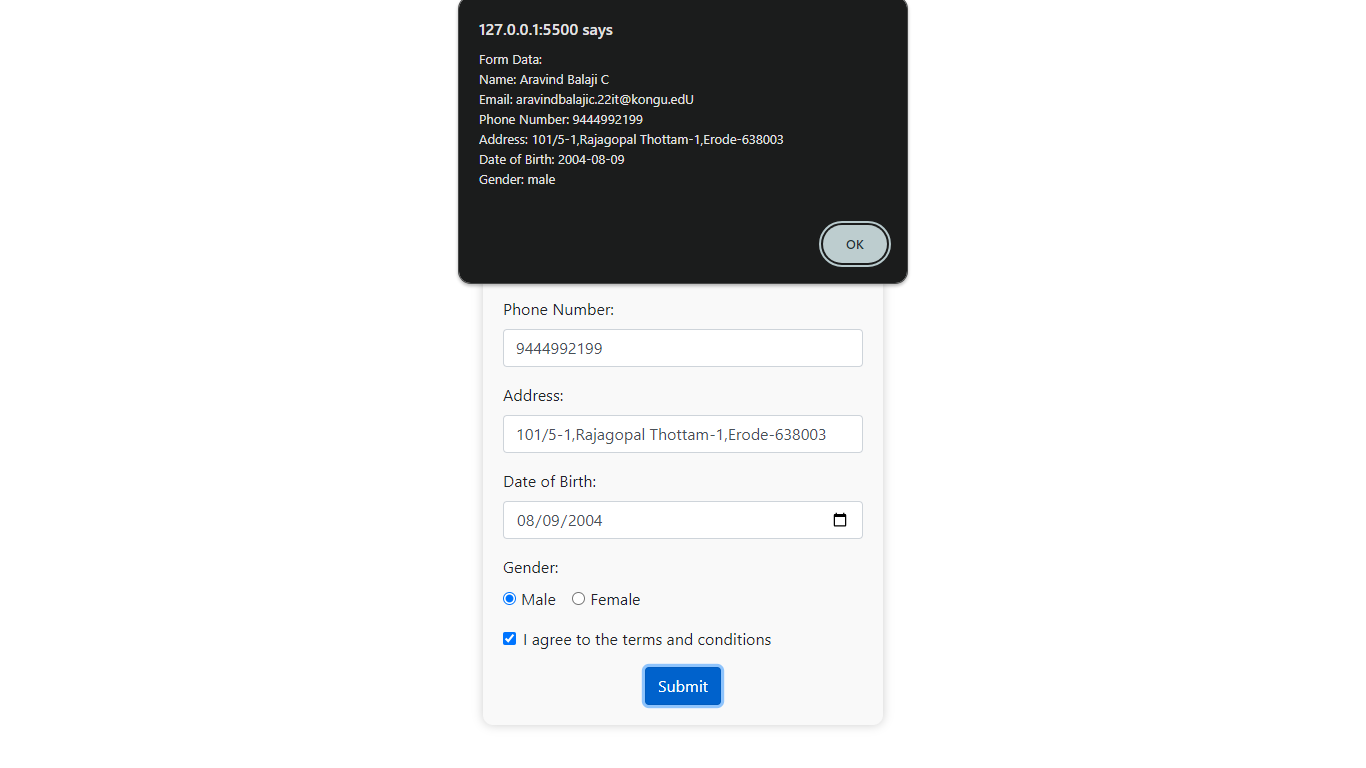 127.0.0.1:5500 says
Form Data:
Name: Aravind Balaji C
Email: aravindbalajic.22it@kongu.edU
Phone Number: 9444992199
Address: 101/5-1,Rajagopal Thottam-1,Erode-638003
Date of Birth: 2004-08-09
Gender: male
OK
Phone Number:
9444992199
Address:
101/5-1,Rajagopal Thottam-1,Erode-638003
Date of Birth:
08/09/2004
Gender:
Male Female
I agree to the terms and conditions
Submit